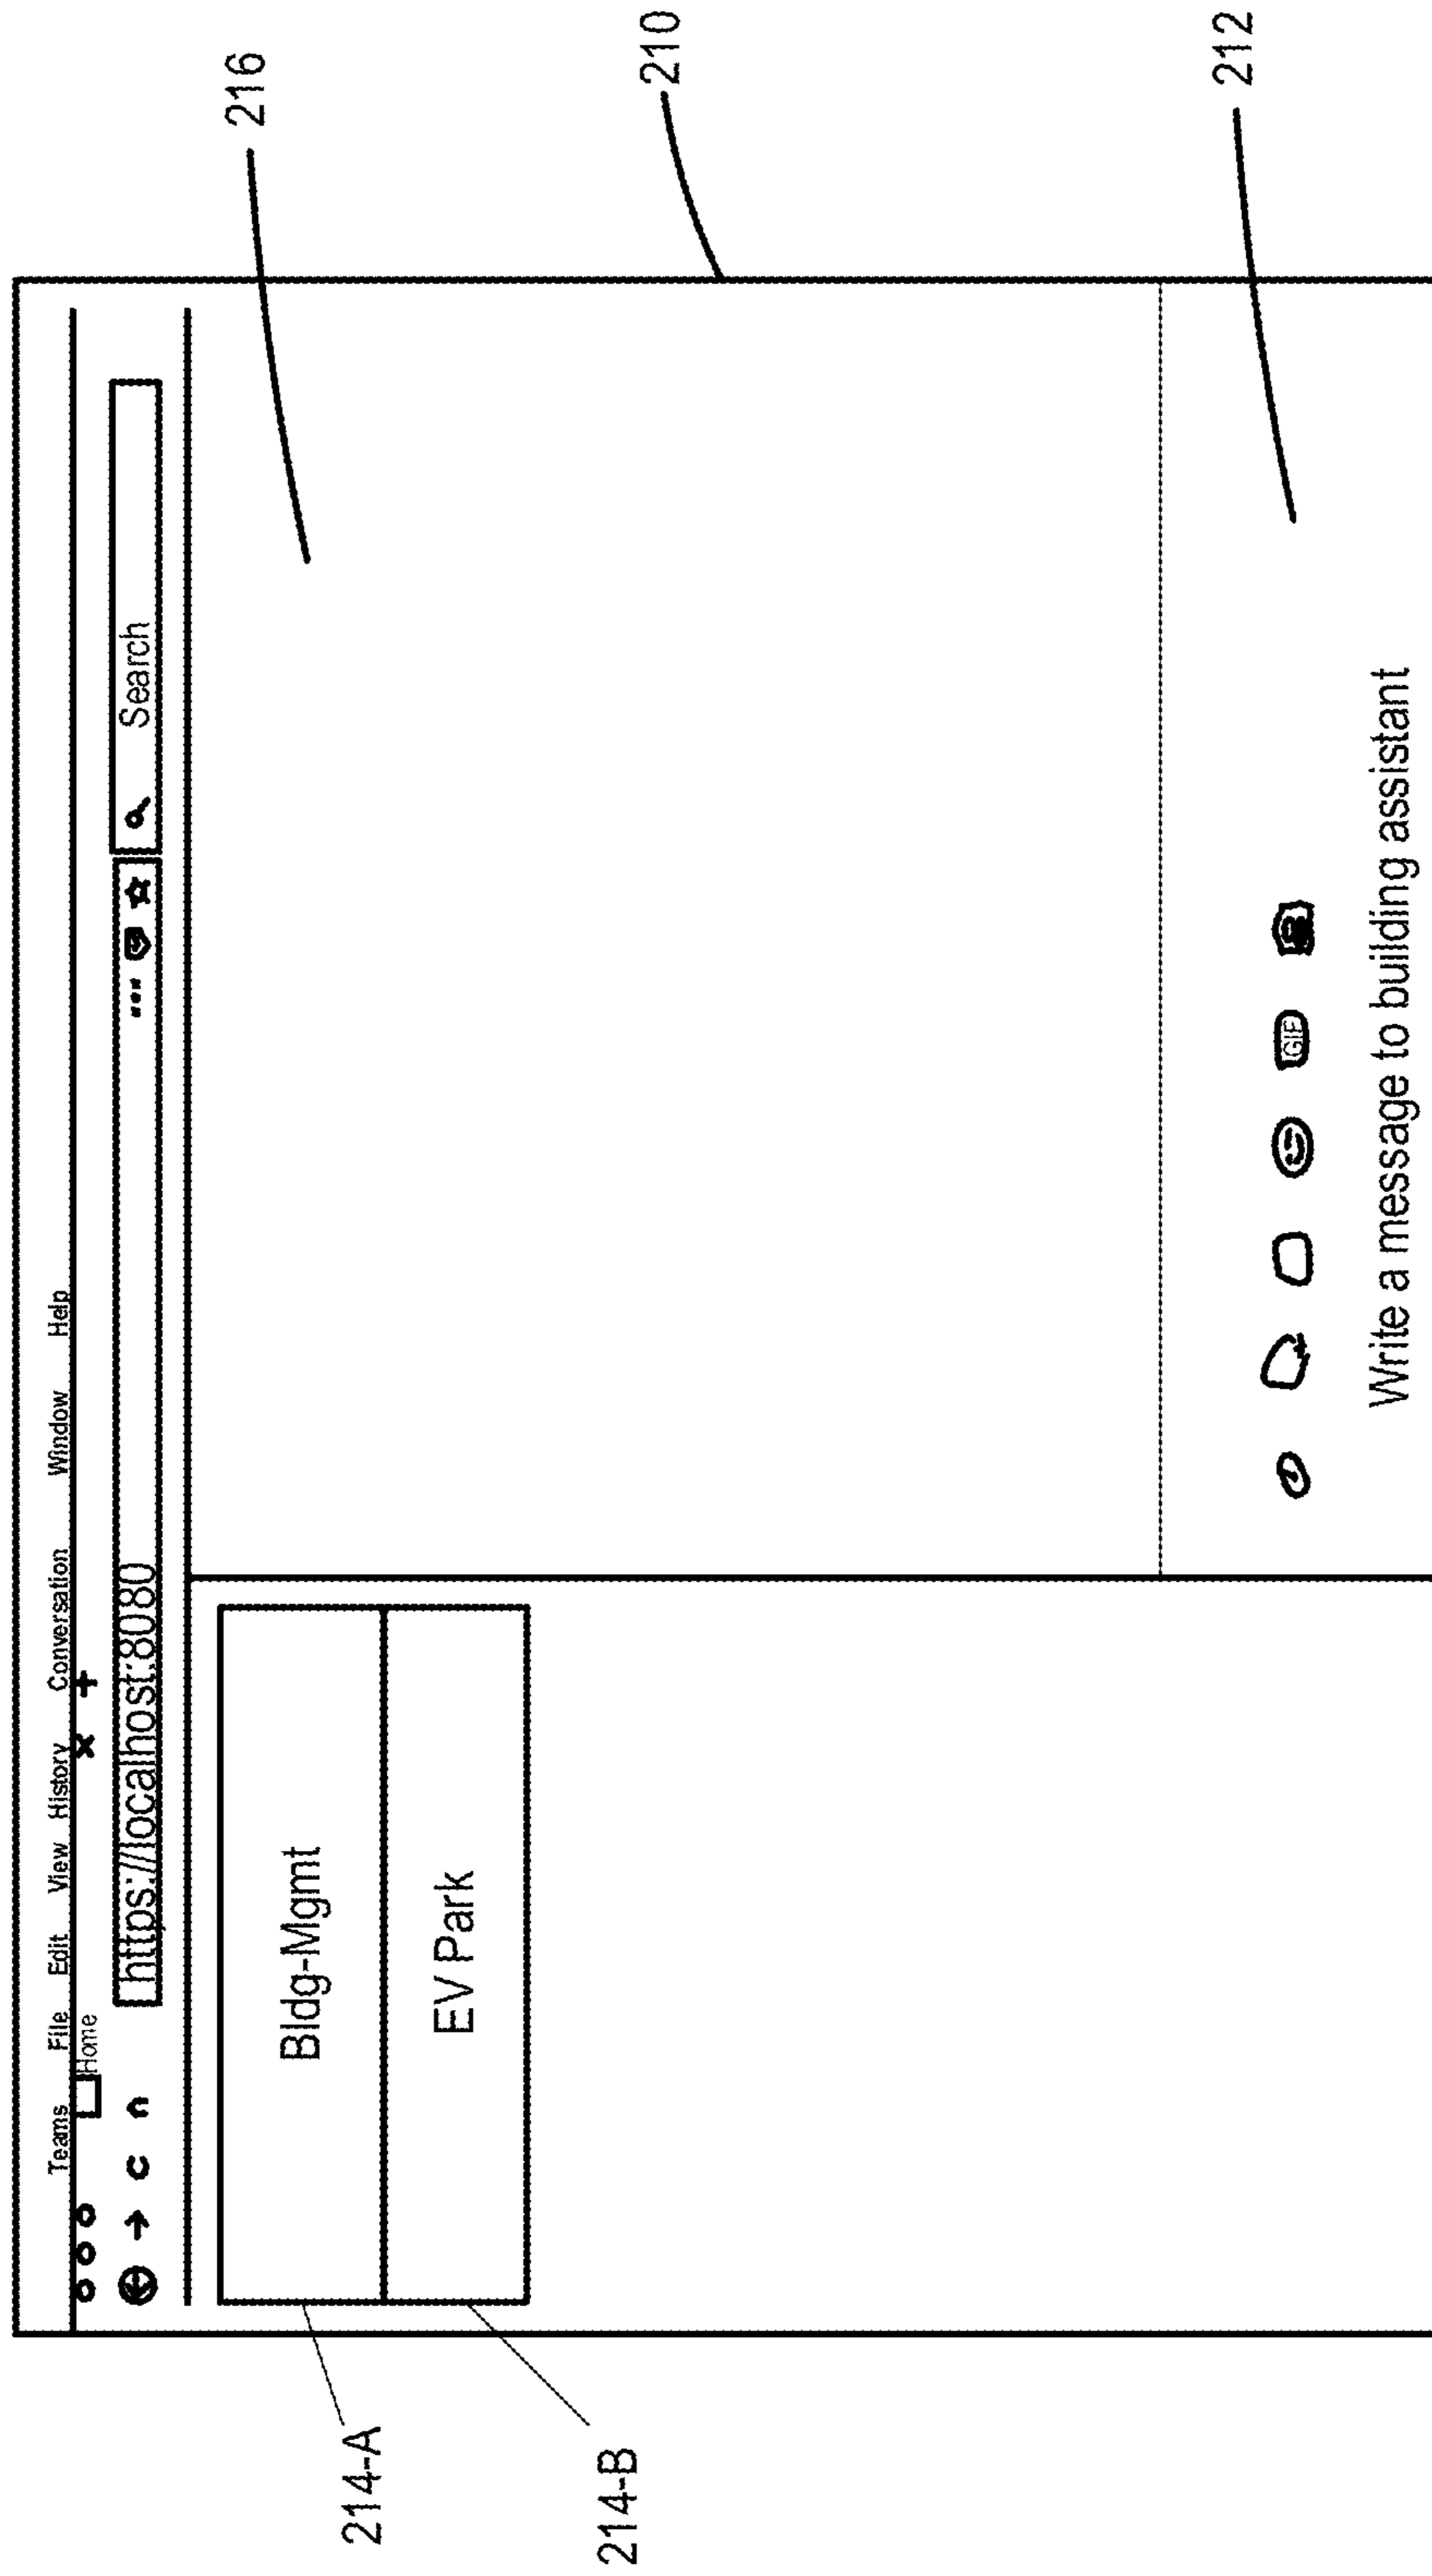 Teams File Edit View History Conversation Window Help
Home x +
https://localhost:8080 ... Search
216
214-A
Bldg-Mgmt
214-B
EV Park
210
212
GIF
Write a message to building assistant